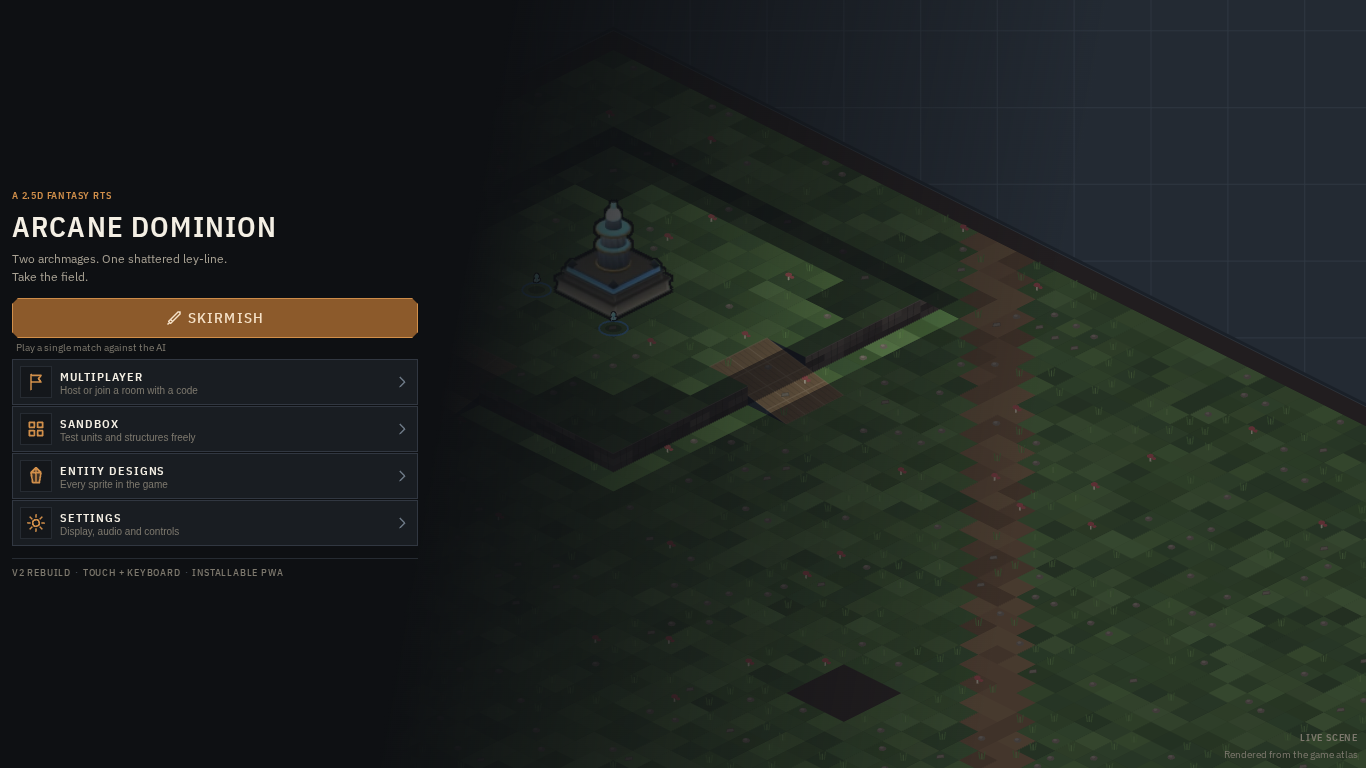 A 2.5D FANTASY RTS
ARCANE DOMINION
Two archmages. One shattered ley-line.
Take the field.
SKIRMISH
Play a single match against the AI
MULTIPLAYER
Host or join a room with a code
SANDBOX
Test units and structures freely
ENTITY DESIGNS
Every sprite in the game
SETTINGS
Display, audio and controls
V2 REBUILD · TOUCH + KEYBOARD · INSTALLABLE PWA
LIVE SCENE
Rendered from the game atlas